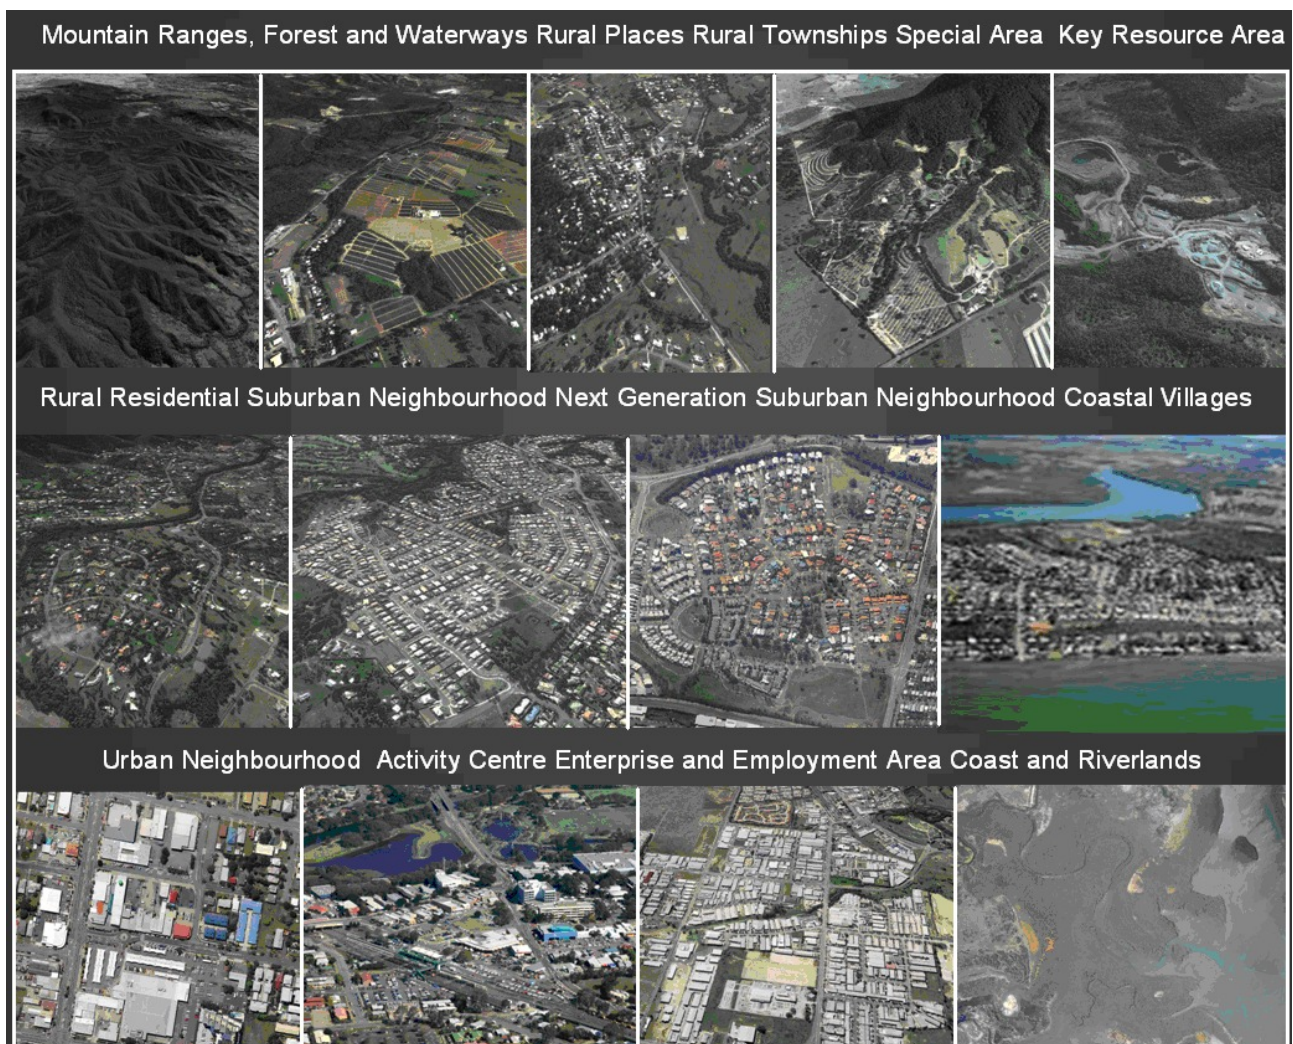 Mountain Ranges, Forest and Waterways Rural Places Rural Townships Special Area Key Resource Area
Rural Residential Suburban Neighbourhood Next Generation Suburban Neighbourhood Coastal Villages
Urban Neighbourhood Activity Centre Enterprise and Employment Area Coast and Riverlands